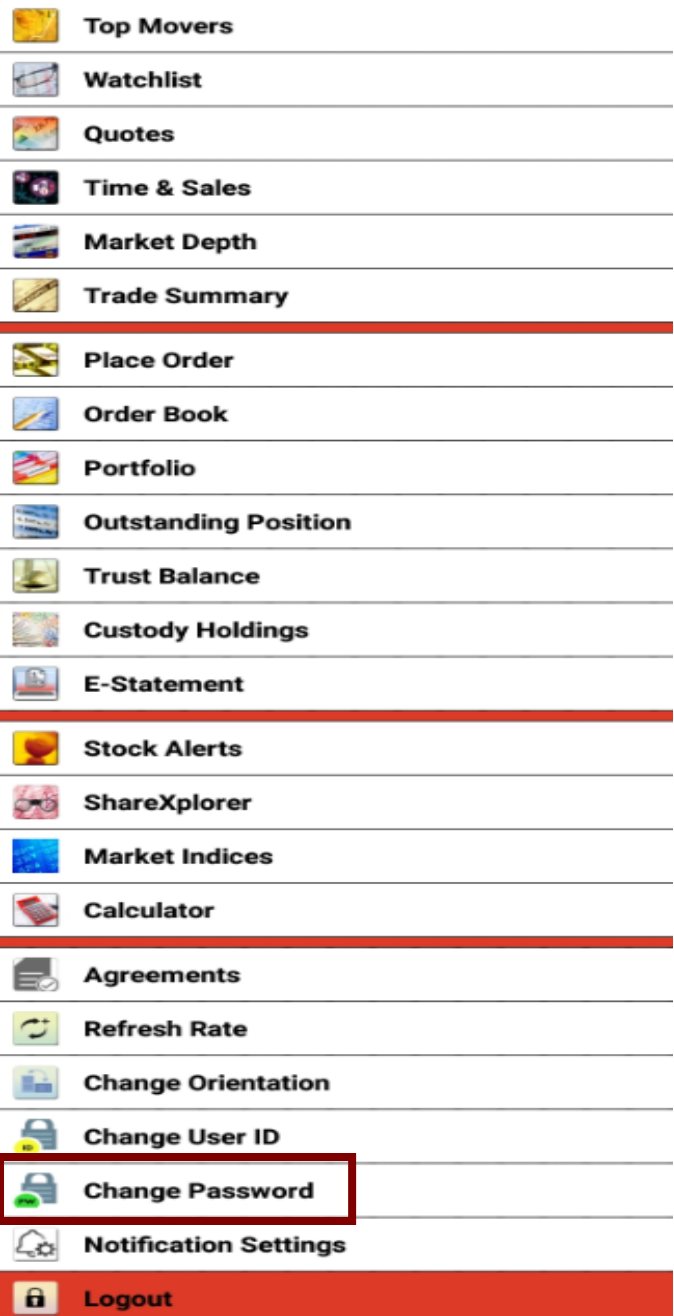 Top Movers
Watchlist
Quotes
Time & Sales
Market Depth
Trade Summary
Place Order
Order Book
Portfolio
Outstanding Position
Trust Balance
Custody Holdings
E-Statement
Stock Alerts
ShareXplorer
Market Indices
Calculator
Agreements
Refresh Rate
Change Orientation
Change User ID
Change Password
Notification Settings
Logout